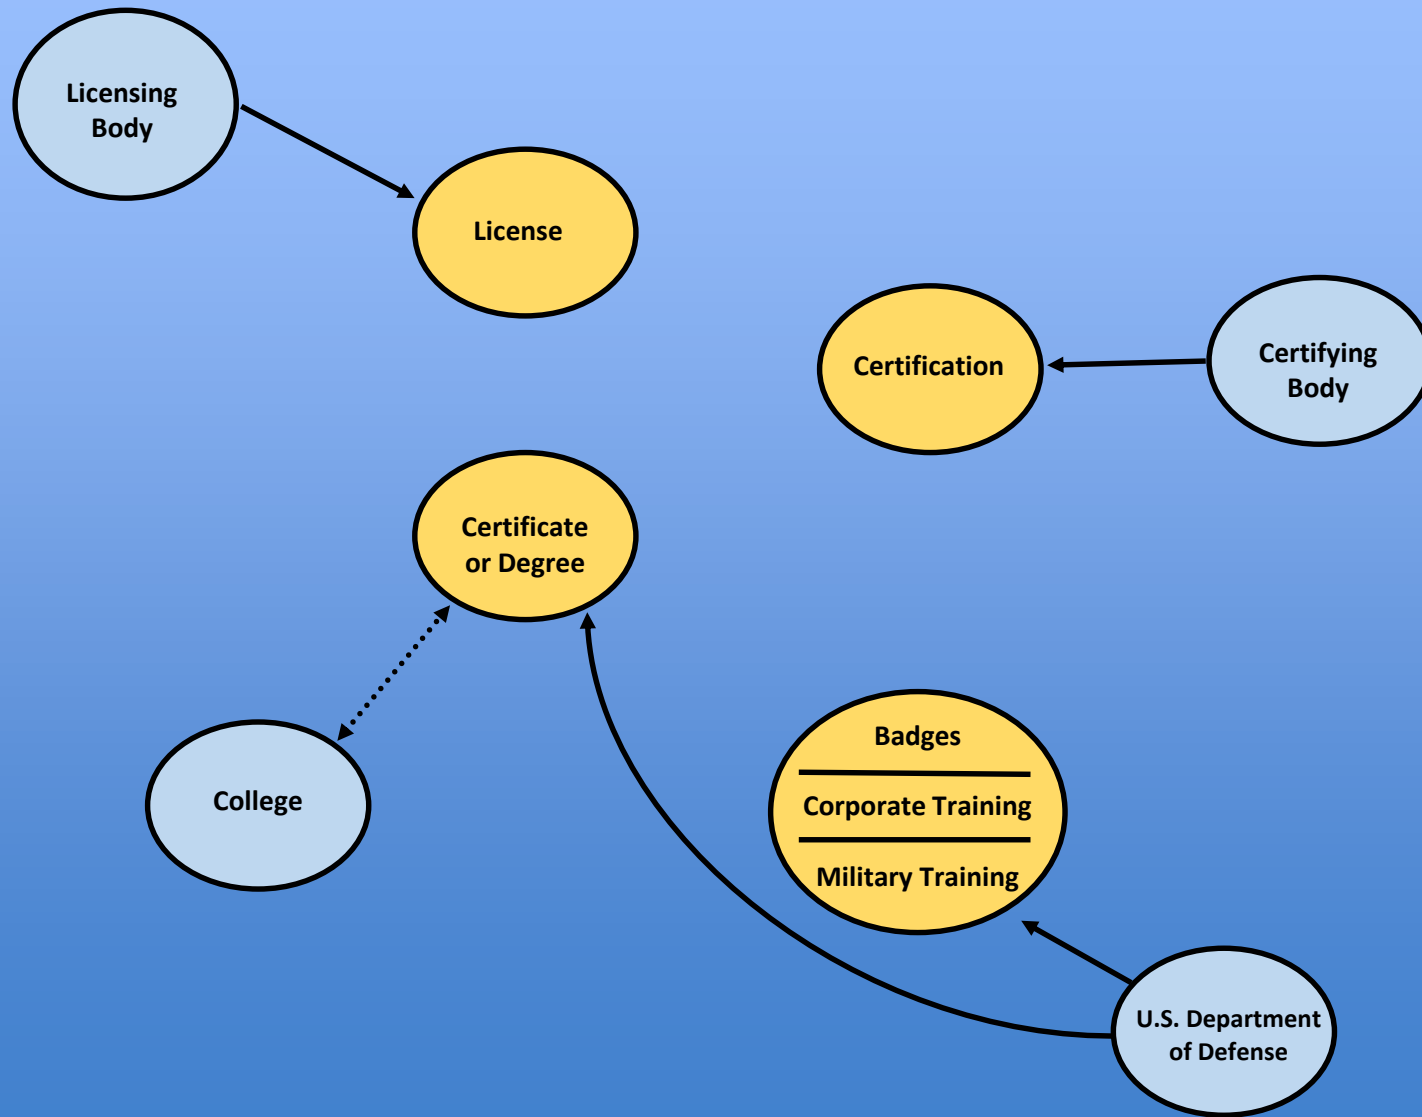 Licensing
Body
License
Certification
Certifying
Body
Certificate
or Degree
College
Badges
Corporate Training
Military Training
U.S. Department
of Defense